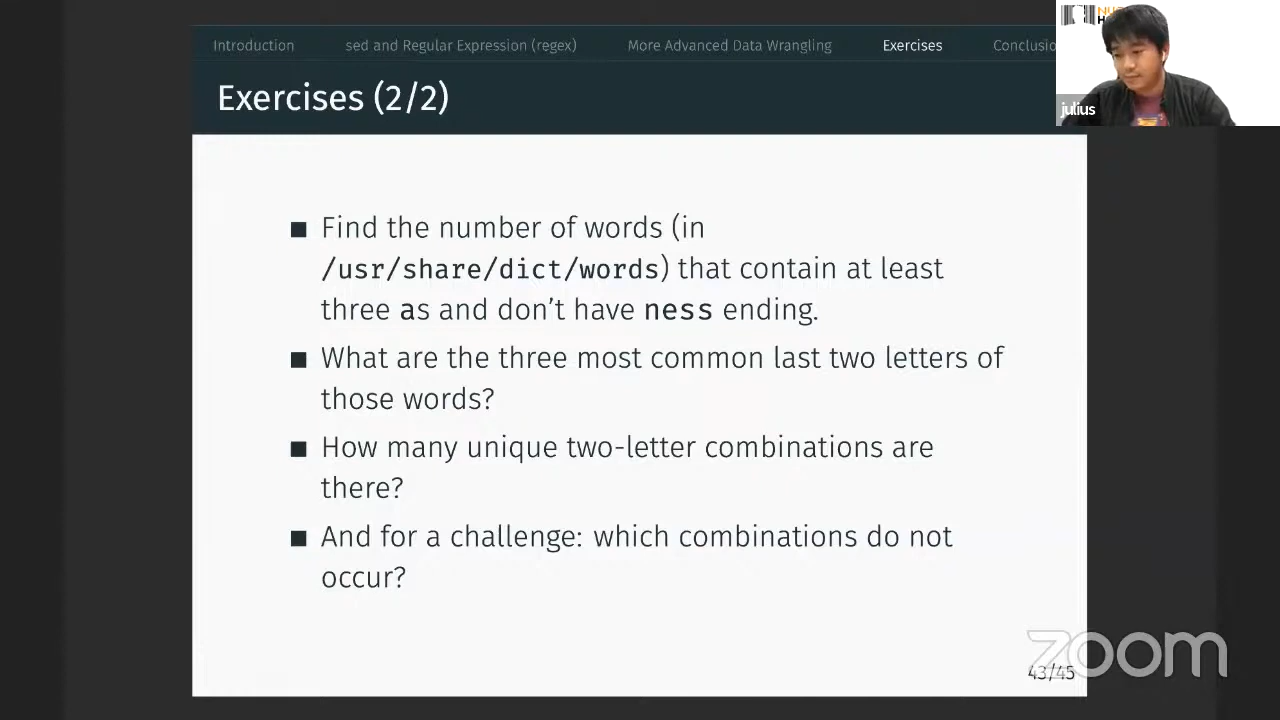 Introduction
sed and Regular Expression (regex)
More Advanced Data Wrangling
Exercises
Conclusio
Exercises (2/2)
julius
■ Find the number of words (in
/usr/share/dict/words) that contain at least
three as and don't have ness ending.
■ What are the three most common last two letters of
those words?
■ How many unique two-letter combinations are
there?
■ And for a challenge: which combinations do not
occur?
zoom
43/45